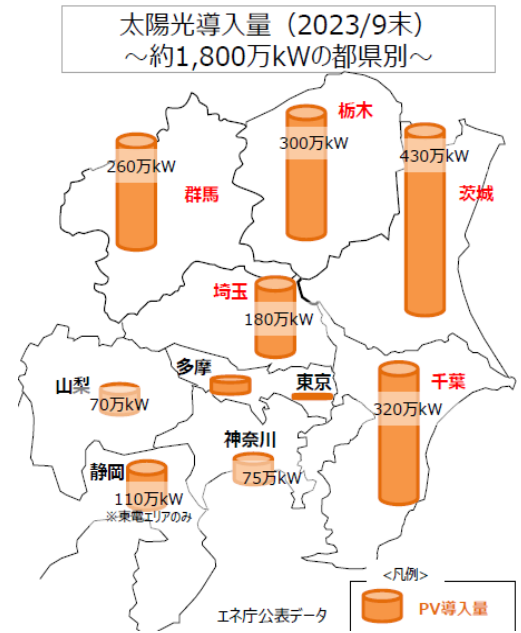 太陽光導入量（2023/9末）
～約1,800万kWの都県別～
栃木
300万kW
430万kW
260万kW
群馬
茨城
埼玉
180万kW
多摩
東京
千葉
山梨
70万kW
320万kW
神奈川
静岡
75万kW
110万kW
※東電エリアのみ
<凡例>
エネ庁公表データ
PV導入量